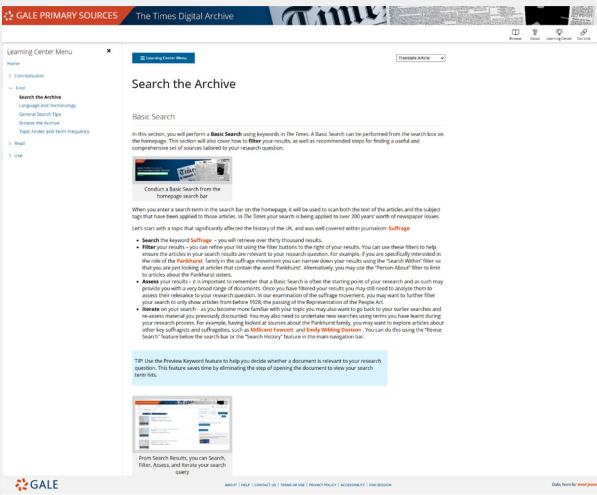 GALE PRIMARY SOURCES
The Times Digital Archive
Browse
About
Learning Center
Get Link
Learning Center Menu
×
Home
Conceptualize
Find
Search the Archive
Language and Terminology
General Search Tips
Browse the Archive
Topic Finder and Term Frequency
Read
Use
Learning Center Menu
Translate Article
Search the Archive
Basic Search
In this section, you will perform a Basic Search using keywords in The Times. A Basic Search can be performed from the search box on
the homepage. This section will also cover how to filter your results, as well as recommended steps for finding a useful and
comprehensive set of sources tailored to your research question.
Conduct a Basic Search from the
homepage search bar
When you enter a search-term in the search bar on the homepage, it will be used to scan both the text of the articles and the subject
tags that have been applied to those articles. In The Times your search is being applied to over 200 years' worth of newspaper issues.
Let's start with a topic that significantly affected the history of the UK, and was well covered within journalism: Suffrage
• Search the keyword Suffrage – you will retrieve over thirty thousand results.
• Filter your results – you can refine your list using the filter buttons to the right of your results. You can use these filters to help
ensure the articles in your search results are relevant to your research question. For example, if you are specifically interested in
the role of the Pankhurst family in the suffrage movement you can narrow down your results using the "Search Within" filter so
that you are just looking at articles that contain the word 'Pankhurst'. Alternatively, you may use the "Person-About" filter to limit
to articles about the Pankhurst sisters.
• Assess your results – it is important to remember that a Basic Search is often the starting point of your research and as such may
provide you with a very broad range of documents. Once you have filtered your results you may still need to analyze them to
assess their relevance to your research question. In our examination of the suffrage movement, you may want to further filter
your search to only show articles from before 1928, the passing of the Representation of the People Act.
• Iterate on your search – as you become more familiar with your topic you may also want to go back to your earlier searches and
re-assess material you previously discounted. You may also need to undertake new searches using terms you have learnt during
your research process. For example, having looked at sources about the Pankhurst family, you may want to explore articles about
other key suffragists and suffragettes, such as Millicent Fawcett and Emily Wilding Davison . You can do this using the "Revise
Search" feature below the search bar or the "Search History" feature in the main navigation bar.
TIP! Use the Preview Keyword feature to help you decide whether a document is relevant to your research
question. This feature saves time by eliminating the step of opening the document to view your search
term hits.
From Search Results, you can Search,
Filter, Assess, and Iterate your search
query
GALE
ABOUT | HELP | CONTACT US | TERMS OF USE | PRIVACY POLICY | ACCESSIBILITY | END SESSION
Gale, here for everyone